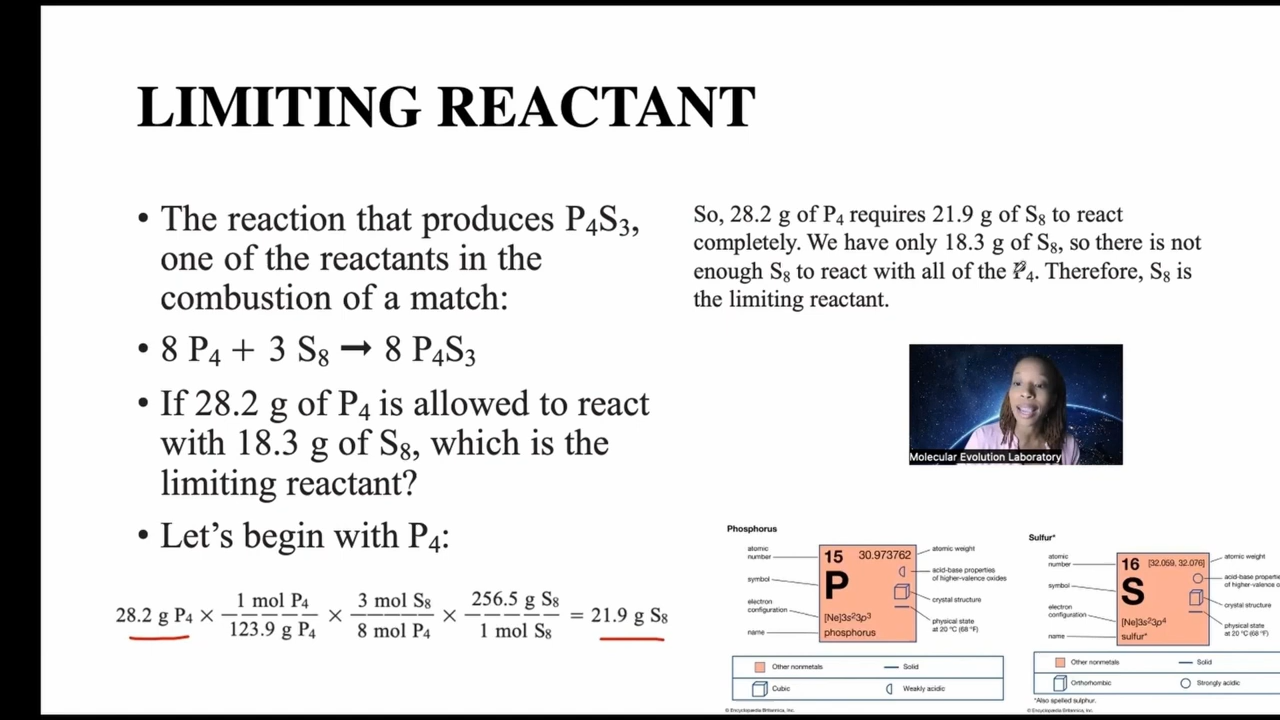 LIMITING REACTANT
• The reaction that produces P₄S₃,
one of the reactants in the
combustion of a match:
• 8 P₄ + 3 S₈ → 8 P₄S₃
• If 28.2 g of P₄ is allowed to react
with 18.3 g of S₈, which is the
limiting reactant?
• Let's begin with P₄:
28.2 g P₄ × 1 mol P₄ / 123.9 g P₄ × 3 mol S₈ / 8 mol P₄ × 256.5 g S₈ / 1 mol S₈ = 21.9 g S₈
So, 28.2 g of P₄ requires 21.9 g of S₈ to react
completely. We have only 18.3 g of S₈, so there is not
enough S₈ to react with all of the P₄. Therefore, S₈ is
the limiting reactant.
Molecular Evolution Laboratory
Phosphorus
atomic
number
15
30.973762
atomic weight
symbol
P
acid-base properties
of higher-valence oxides
crystal structure
electron
configuration
[Ne]3s²3p³
physical state
at 20 °C (68 °F)
name
phosphorus
Other nonmetals
Solid
Cubic
Weakly acidic
© Encyclopædia Britannica, Inc.
Sulfur*
atomic
number
16
[32.059, 32.076]
atomic weight
symbol
S
acid-base properti
of higher-valence o
crystal structure
electron
configuration
[Ne]3s²3p⁴
physical state
at 20 °C (68 °F)
name
sulfur*
Other nonmetals
Solid
Orthorhombic
Strongly acidic
*Also spelled sulphur.
© Encyclopædia Britannica, Inc.